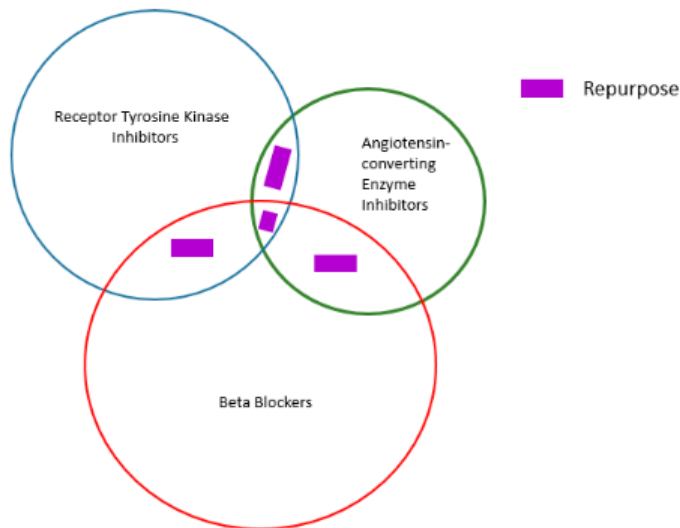 Repurpose
Receptor Tyrosine Kinase
Inhibitors
Angiotensin-
converting
Enzyme
Inhibitors
Beta Blockers